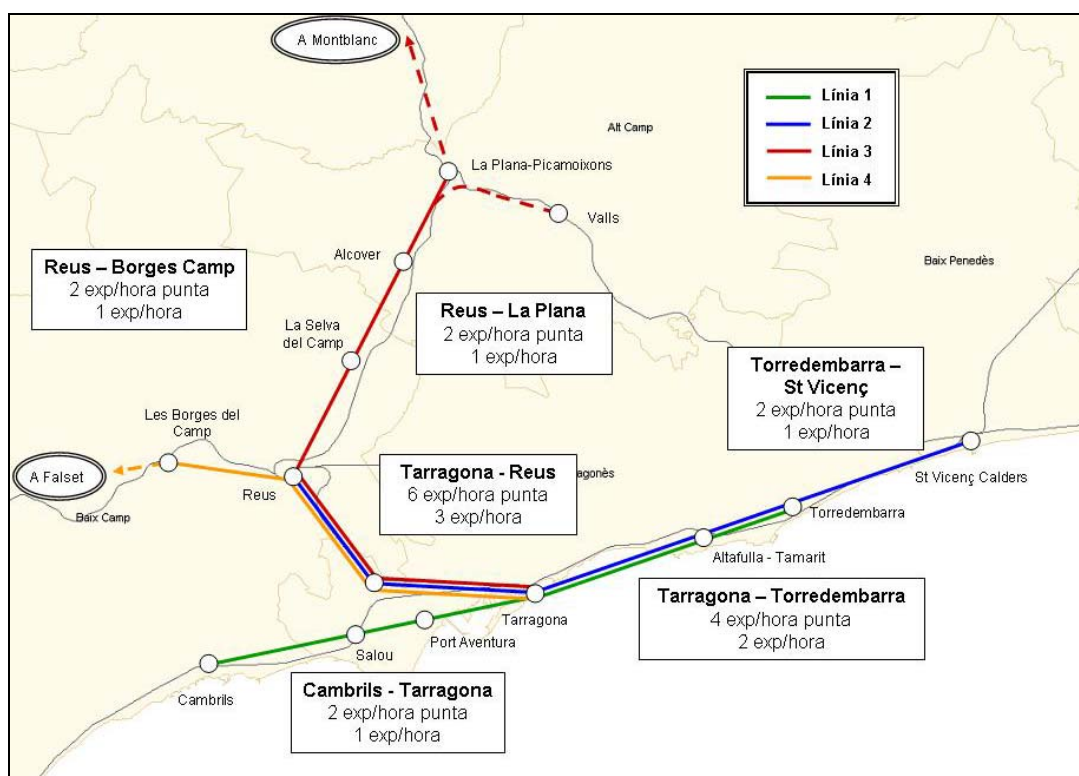 A Montblanc
Línia 1
Línia 2
Línia 3
Línia 4
Alt Camp
La Plana-Picamoixons
Valls
Alcover
Baix Penedès
Reus – Borges Camp
2 exp/hora punta
1 exp/hora
Reus – La Plana
2 exp/hora punta
1 exp/hora
La Selva
del Camp
Torredembarra –
St Vicenç
2 exp/hora punta
1 exp/hora
Les Borges del
Camp
A Falset
Baix Camp
Reus
Tarragona - Reus
6 exp/hora punta
3 exp/hora
St Vicenç Calders
Torredembarra
Altafulla - Tamarit
Tarragona
Tarragona – Torredembarra
4 exp/hora punta
2 exp/hora
Port Aventura
Salou
Cambrils
Cambrils - Tarragona
2 exp/hora punta
1 exp/hora